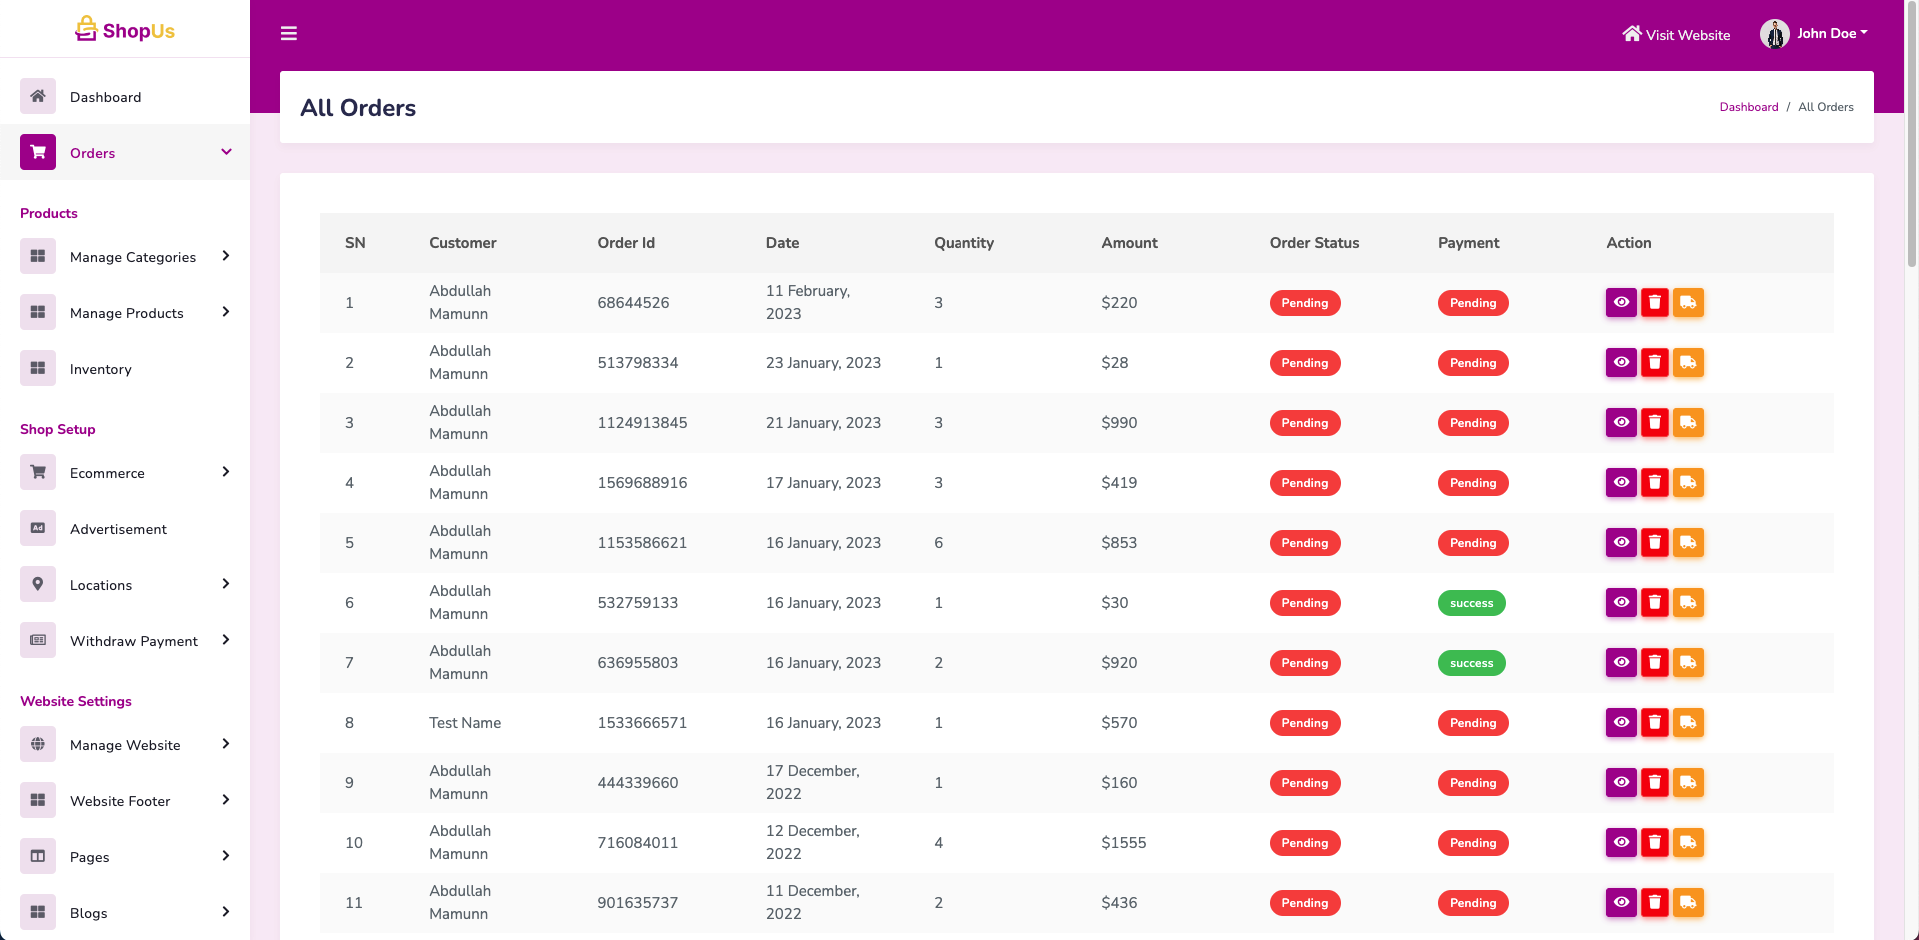 ShopUs
Visit Website
John Doe
Dashboard
Orders
Products
Manage Categories
Manage Products
Inventory
Shop Setup
Ecommerce
Ad
Advertisement
Locations
Withdraw Payment
Website Settings
Manage Website
Website Footer
Pages
Blogs
All Orders
Dashboard / All Orders
SN Customer Order Id Date Quantity Amount Order Status Payment Action
1 Abdullah Mamunn 68644526 11 February, 2023 3 $220 Pending Pending
2 Abdullah Mamunn 513798334 23 January, 2023 1 $28 Pending Pending
3 Abdullah Mamunn 1124913845 21 January, 2023 3 $990 Pending Pending
4 Abdullah Mamunn 1569688916 17 January, 2023 3 $419 Pending Pending
5 Abdullah Mamunn 1153586621 16 January, 2023 6 $853 Pending Pending
6 Abdullah Mamunn 532759133 16 January, 2023 1 $30 Pending success
7 Abdullah Mamunn 636955803 16 January, 2023 2 $920 Pending success
8 Test Name 1533666571 16 January, 2023 1 $570 Pending Pending
9 Abdullah Mamunn 444339660 17 December, 2022 1 $160 Pending Pending
10 Abdullah Mamunn 716084011 12 December, 2022 4 $1555 Pending Pending
11 Abdullah Mamunn 901635737 11 December, 2022 2 $436 Pending Pending